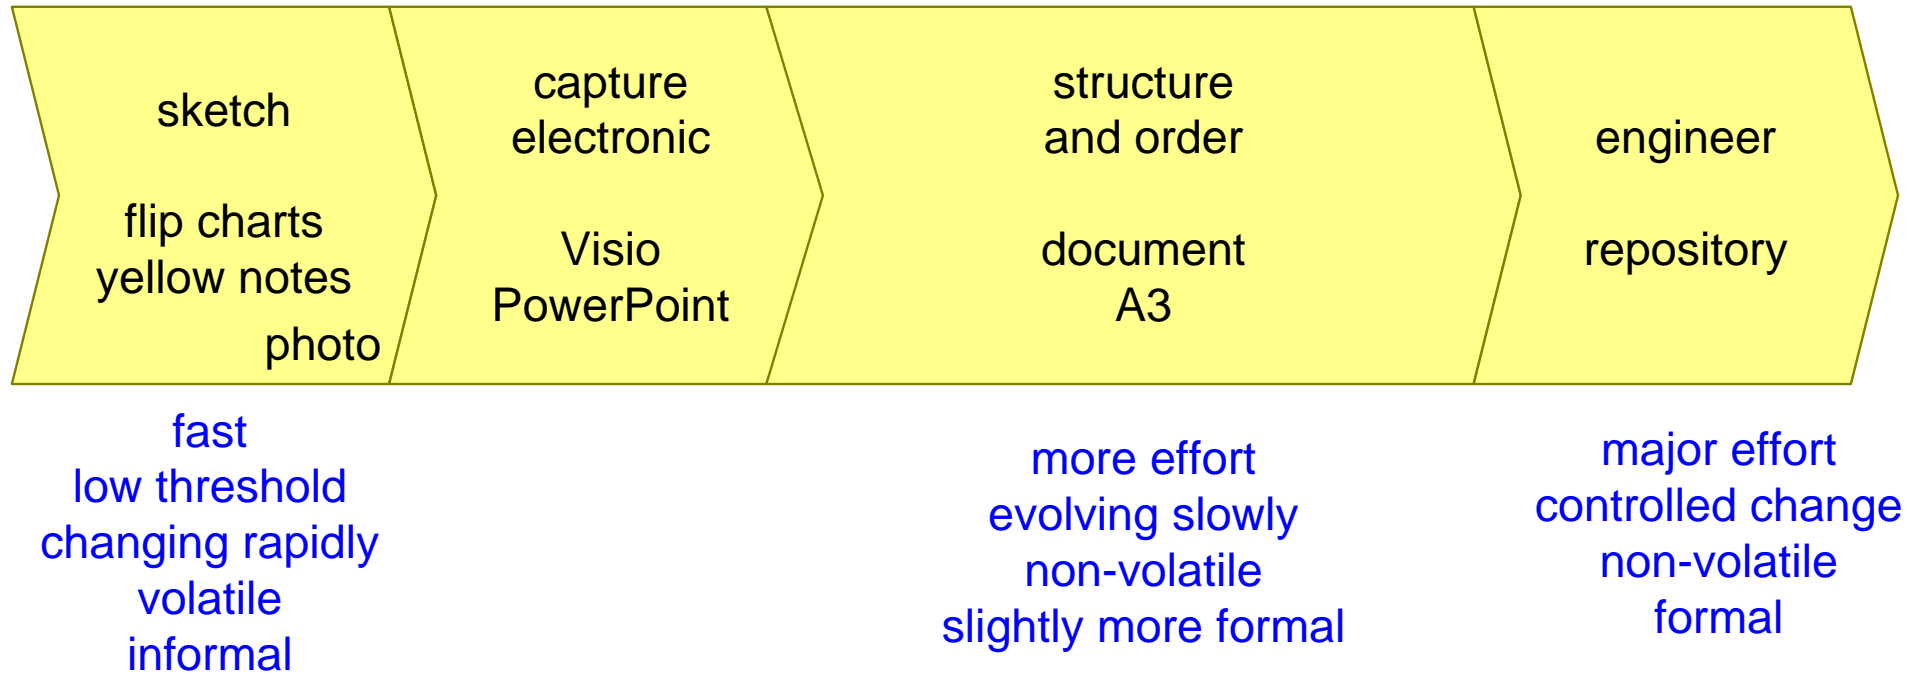 sketch
flip charts
yellow notes
photo
capture
electronic
Visio
PowerPoint
structure
and order
document
A3
engineer
repository
fast
low threshold
changing rapidly
volatile
informal
more effort
evolving slowly
non-volatile
slightly more formal
major effort
controlled change
non-volatile
formal